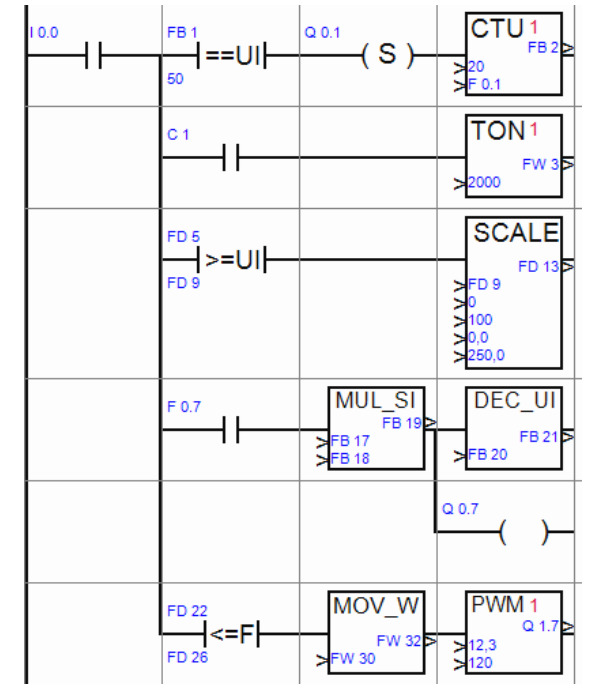 I 0.0 FB 1 Q 0.1 CTU 1
==UI ( S ) FB 2>
50 >20
>F 0.1
C 1 TON 1
FW 3>
>2000
FD 5 SCALE
>=UI FD 13>
FD 9 >FD 9
>0
>100
>0,0
>250,0
F 0.7 MUL_SI DEC_UI
FB 19> FB 21>
>FB 17 >FB 20
>FB 18
Q 0.7
( )
FD 22 MOV_W PWM 1
<=F FW 32> Q 1.7>
FD 26 >FW 30 >12,3
>120